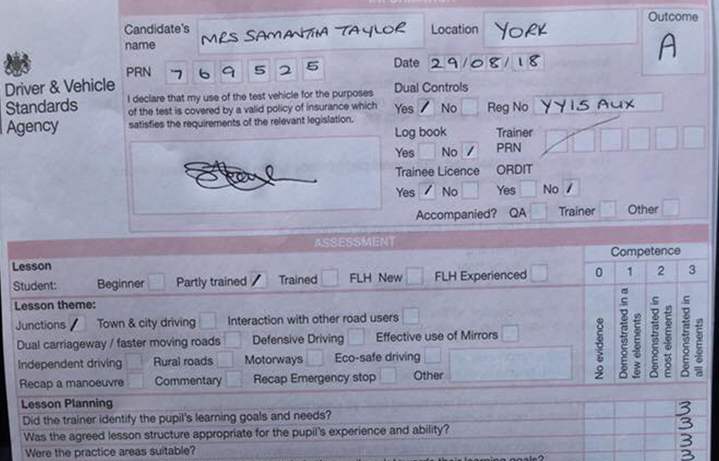 INFORMATION
Outcome
Candidate's name MRS SAMANTHA TAYLOR Location YORK A
PRN 7 6 9 5 2 5 Date 29/08/18
Driver & Vehicle
Standards
Agency
I declare that my use of the test vehicle for the purposes
of the test is covered by a valid policy of insurance which
satisfies the requirements of the relevant legislation.
Dual Controls
Yes / No Reg No YY15 AUX
Log book Trainer
Yes No / PRN
Trainee Licence ORDIT
Yes / No Yes No /
Accompanied? QA Trainer Other
ASSESSMENT
Lesson Competence
Student: Beginner Partly trained / Trained FLH New FLH Experienced 0 1 2 3
Lesson theme:
Junctions / Town & city driving Interaction with other road users
Dual carriageway / faster moving roads Defensive Driving Effective use of Mirrors
Independent driving Rural roads Motorways Eco-safe driving
Recap a manoeuvre Commentary Recap Emergency stop Other
No evidence
Demonstrated in a few elements
Demonstrated in most elements
Demonstrated in all elements
Lesson Planning
Did the trainer identify the pupil's learning goals and needs? 3
Was the agreed lesson structure appropriate for the pupil's experience and ability? 3
Were the practice areas suitable? 3
their learning goals? 3